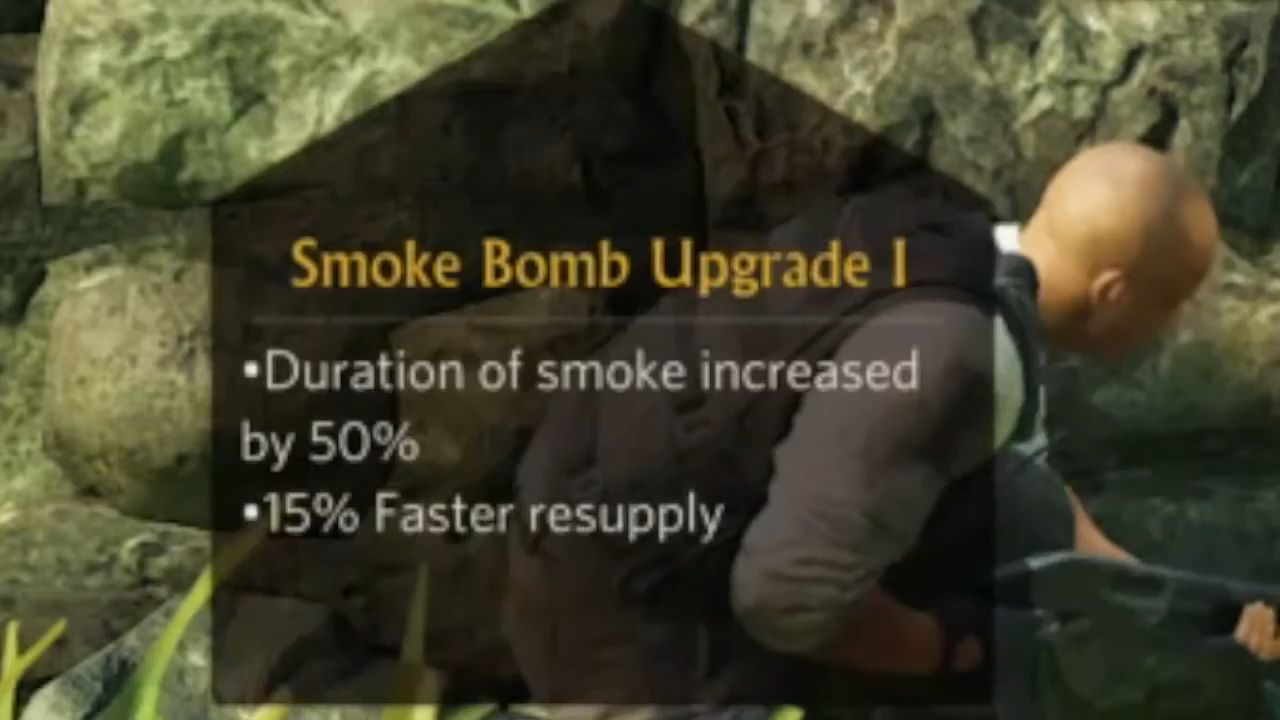 Smoke Bomb Upgrade I
•Duration of smoke increased
by 50%
•15% Faster resupply